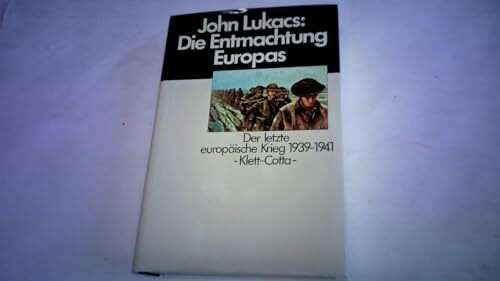 John Lukacs:
Die Entmachtung
Europas
Der letzte
europäische Krieg 1939-1941
-Klett-Cotta-